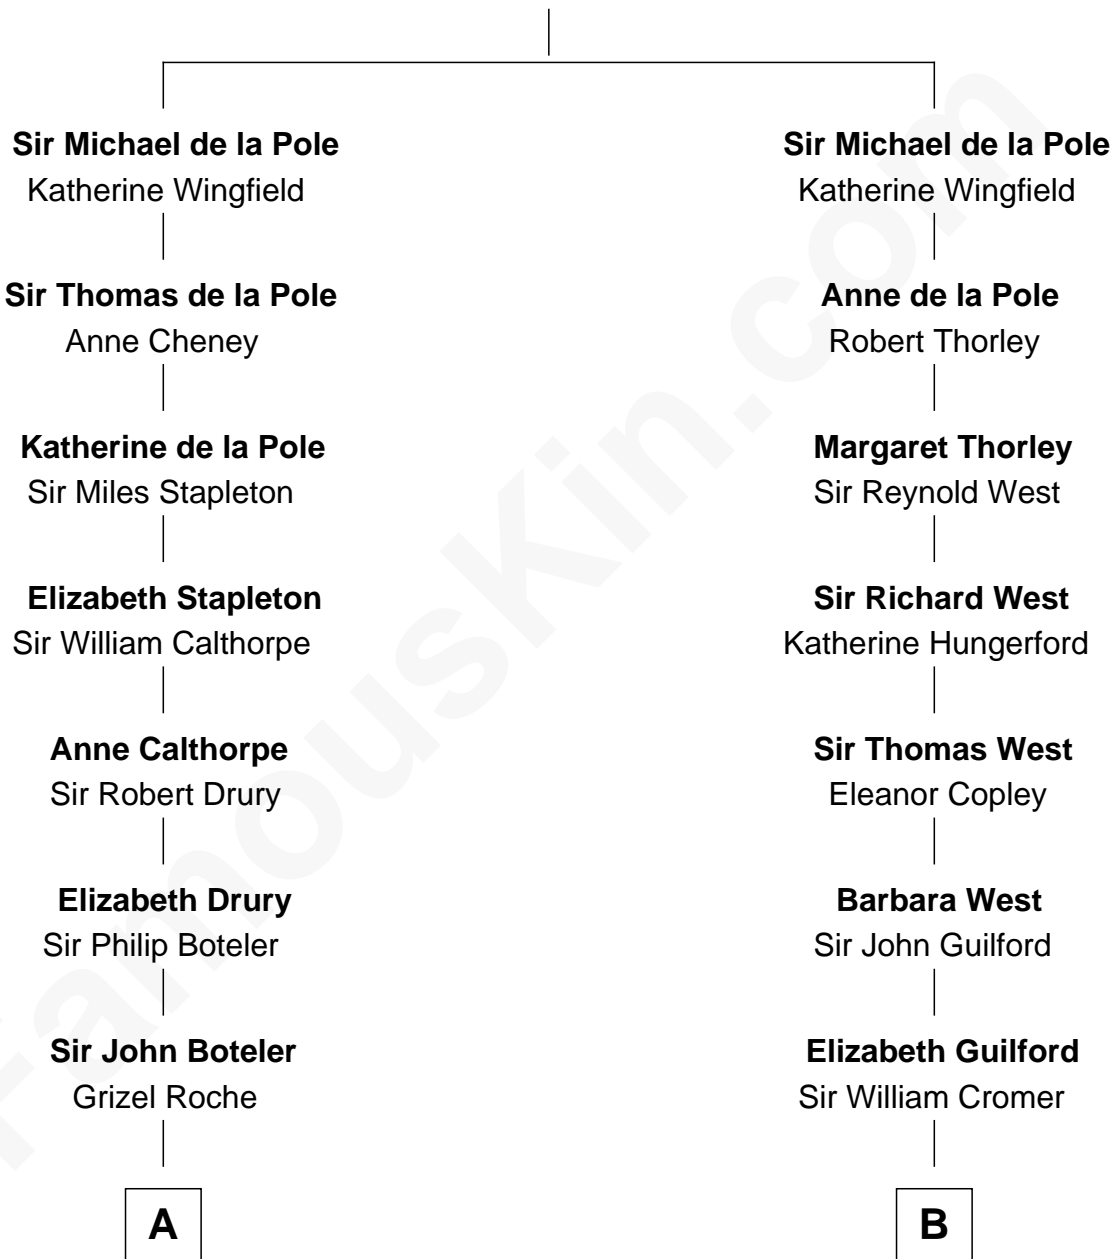 Sir Michael de la Pole
Katherine Wingfield
Sir Thomas de la Pole
Anne Cheney
Katherine de la Pole
Sir Miles Stapleton
Elizabeth Stapleton
Sir William Calthorpe
Anne Calthorpe
Sir Robert Drury
Elizabeth Drury
Sir Philip Boteler
Sir John Boteler
Grizel Roche
A
Sir Michael de la Pole
Katherine Wingfield
Anne de la Pole
Robert Thorley
Margaret Thorley
Sir Reynold West
Sir Richard West
Katherine Hungerford
Sir Thomas West
Eleanor Copley
Barbara West
Sir John Guilford
Elizabeth Guilford
Sir William Cromer
B
FamousKin.com